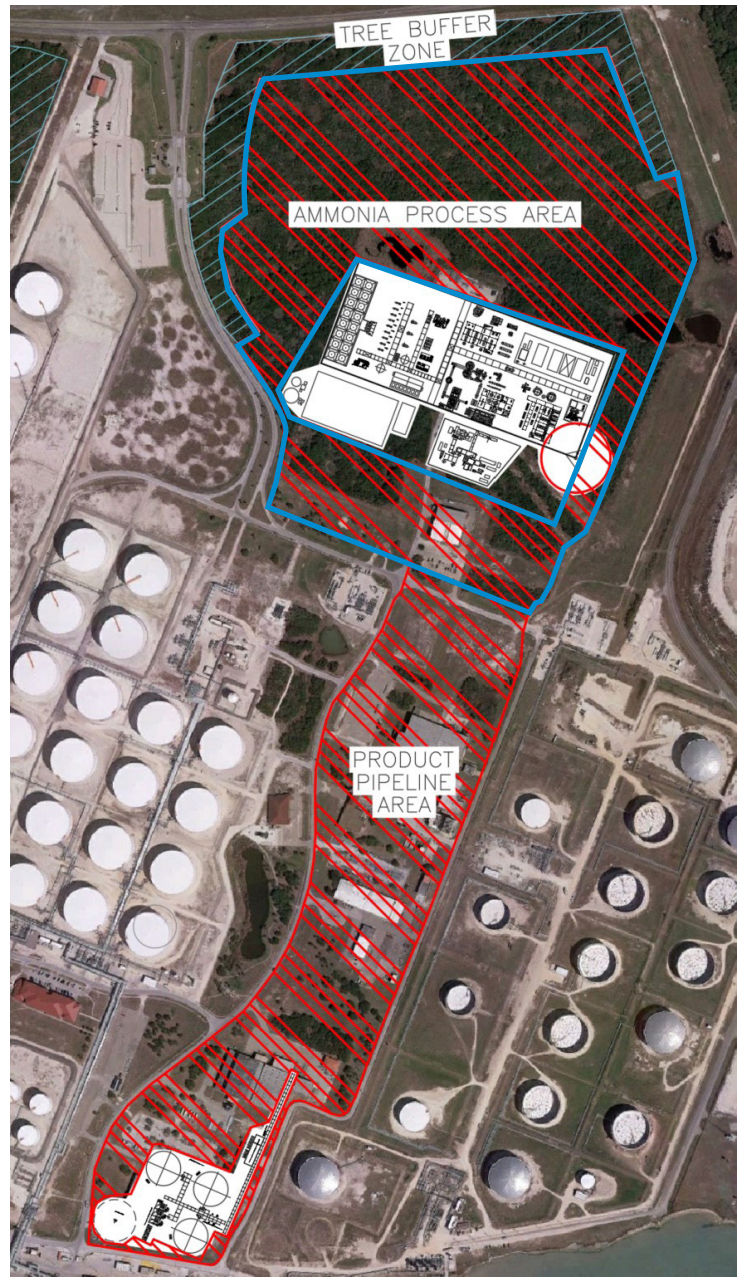 TREE BUFFER
ZONE
AMMONIA PROCESS AREA
PRODUCT
PIPELINE
AREA